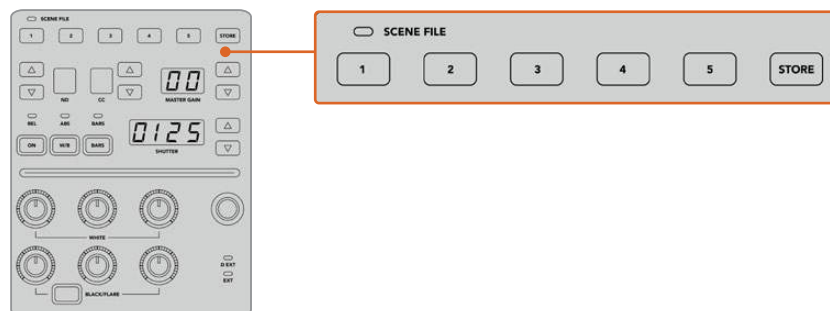 SCENE FILE
1 2 3 4 5 STORE
ND CC MASTER GAIN
00
REL ABS BARS
ON W/B BARS
0125
SHUTTER
WHITE
D EXT
EXT
BLACK/FLARE
SCENE FILE
1 2 3 4 5 STORE